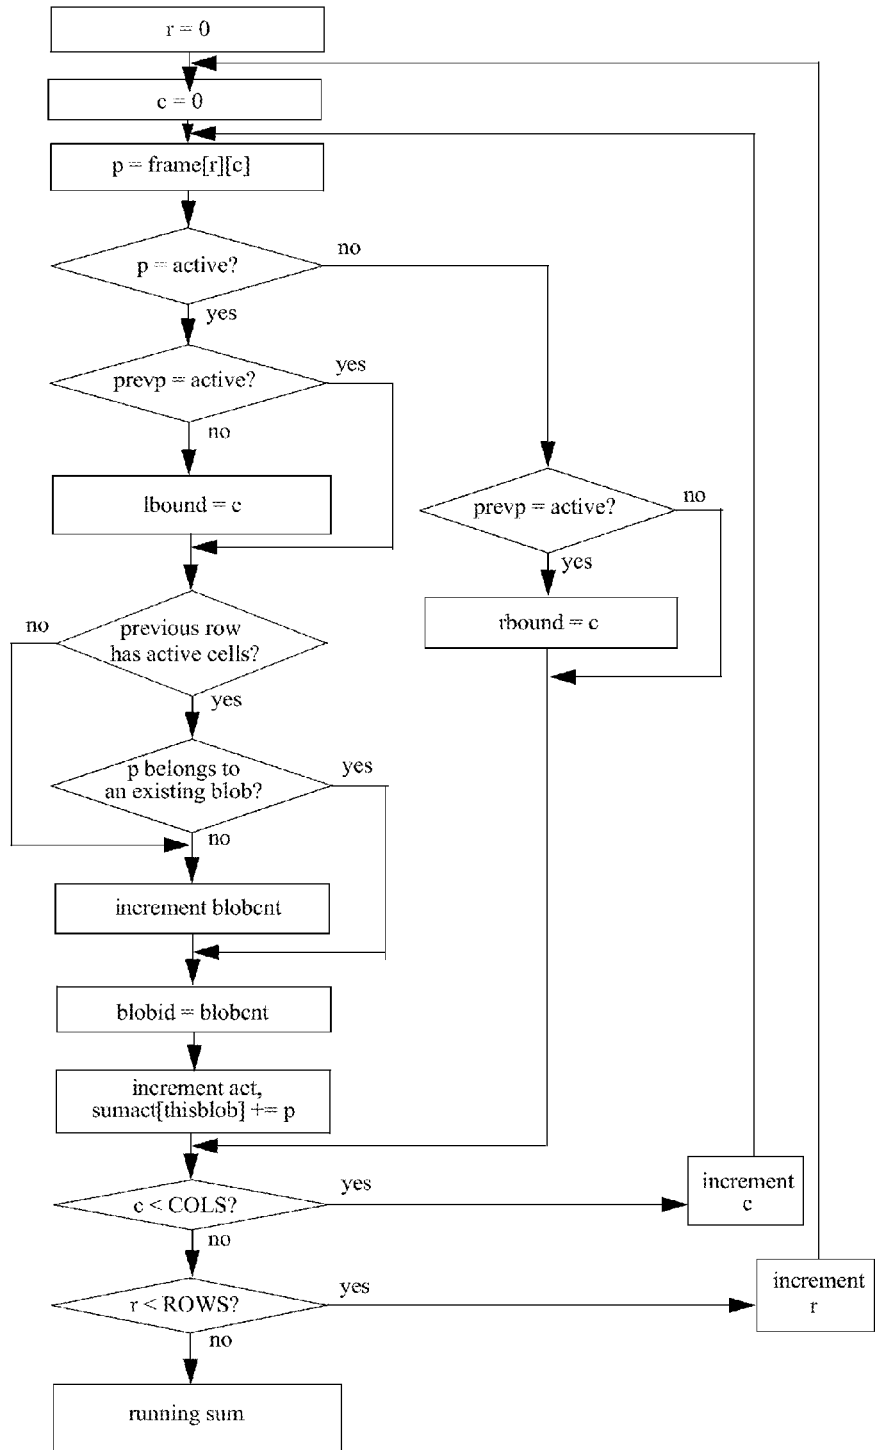 r = 0
c = 0
p = frame[r][c]
p = active?
no
yes
prevp = active?
yes
no
lbound = c
prevp = active?
no
yes
rbound = c
no
previous row
has active cells?
yes
p belongs to
an existing blob?
yes
no
increment blobcnt
blobid = blobcnt
increment act,
sumact[thisblob] += p
c < COLS?
yes
increment
c
no
r < ROWS?
yes
increment
r
no
running sum